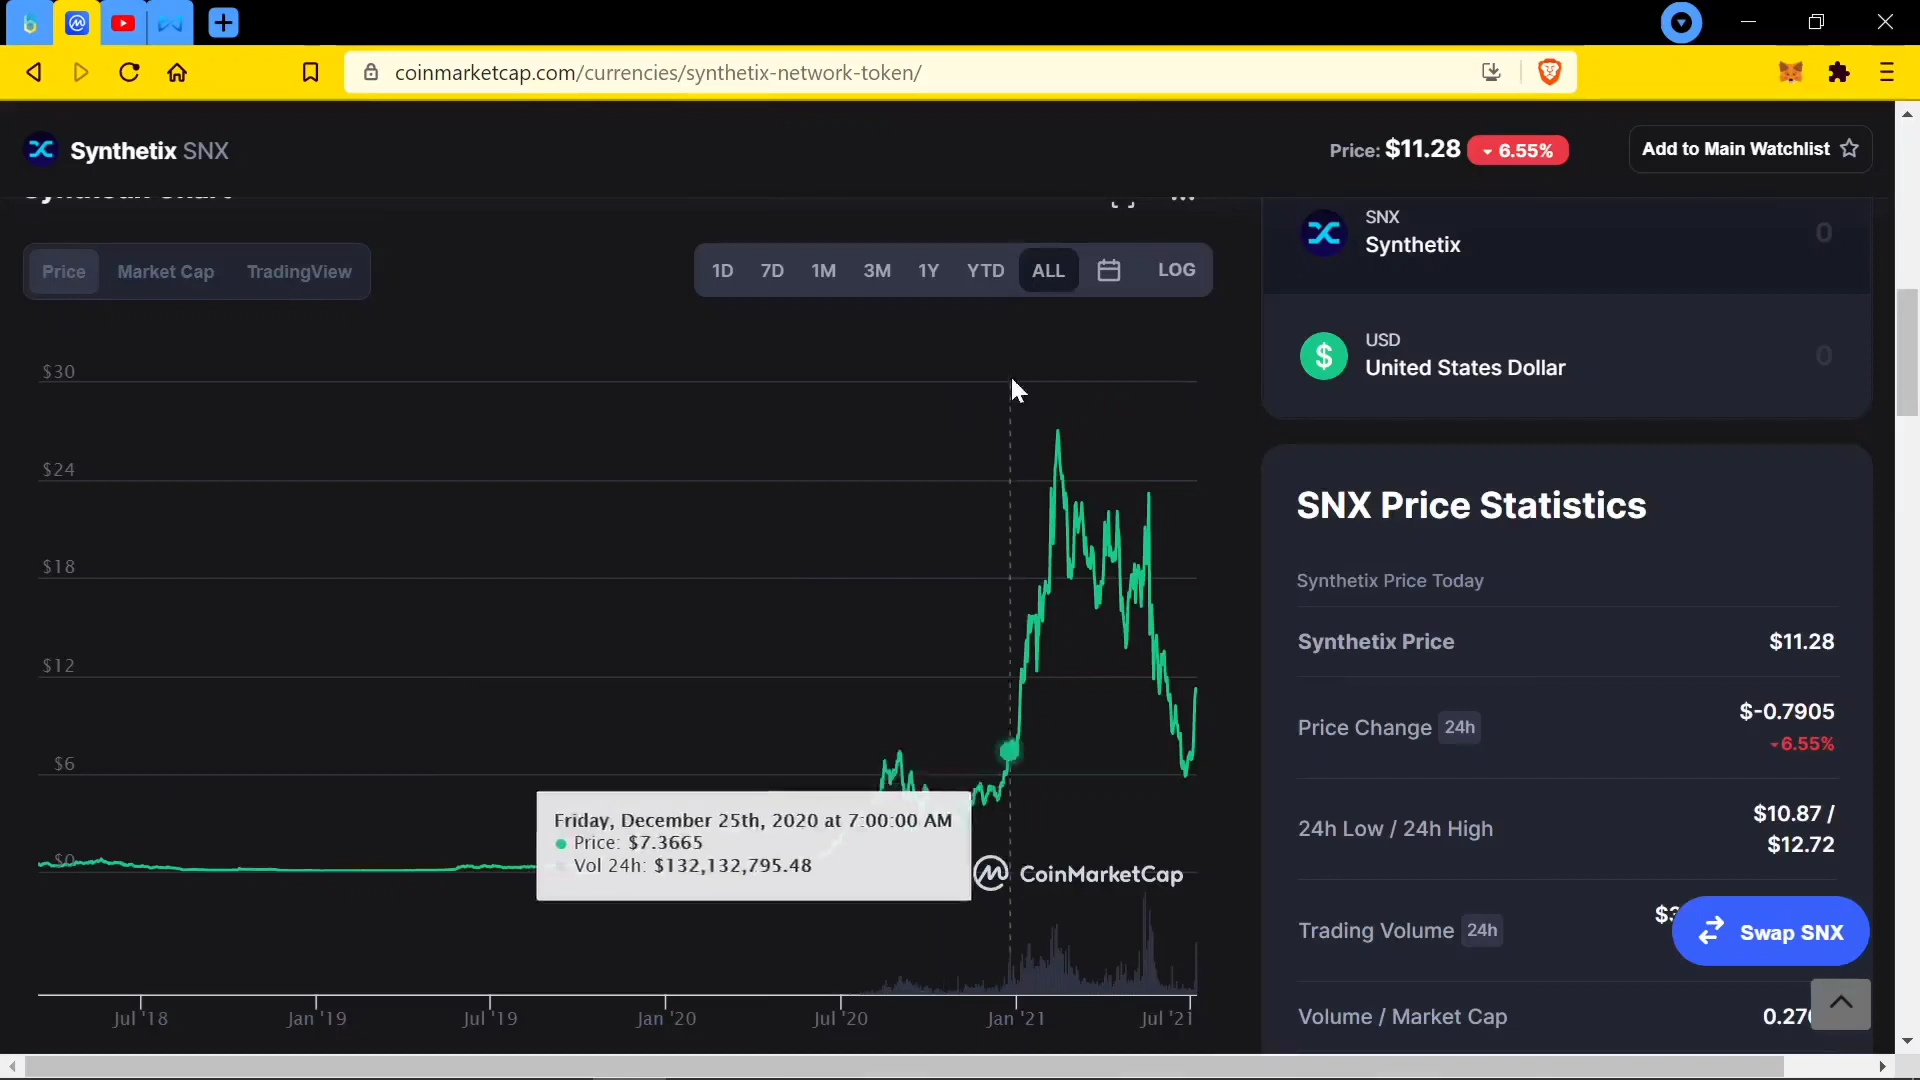 coinmarketcap.com/currencies/synthetix-network-token/
Synthetix SNX
Price: $11.28 6.55%
Add to Main Watchlist
Price Market Cap TradingView
1D 7D 1M 3M 1Y YTD ALL LOG
SNX
Synthetix
0
USD
United States Dollar
0
$30
$24
$18
$12
$6
$0
Friday, December 25th, 2020 at 7:00:00 AM
Price: $7.3665
Vol 24h: $132,132,795.48
CoinMarketCap
Jul '18 Jan '19 Jul '19 Jan '20 Jul '20 Jan '21 Jul '21
SNX Price Statistics
Synthetix Price Today
Synthetix Price $11.28
Price Change 24h $-0.7905
6.55%
24h Low / 24h High $10.87 /
$12.72
Trading Volume 24h
Swap SNX
Volume / Market Cap